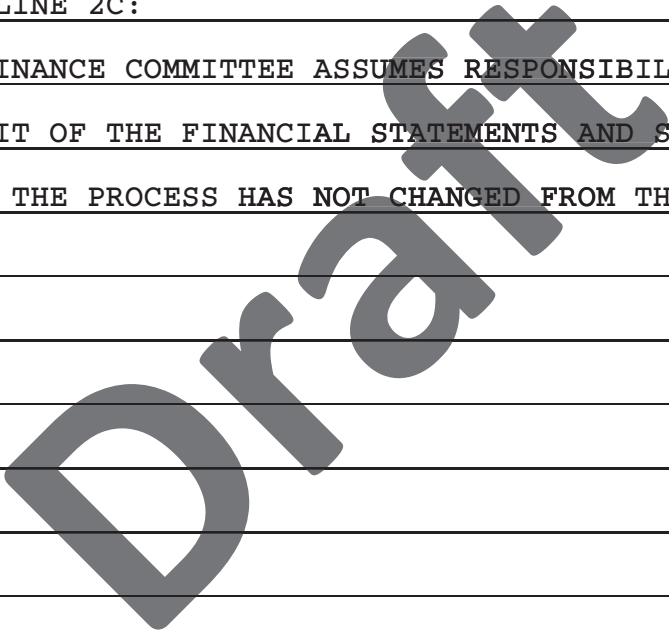 LINE 2C:
INANCE COMMITTEE ASSUMES RESPONSIBIL
IT OF THE FINANCIAL STATEMENTS AND S
THE PROCESS HAS NOT CHANGED FROM TH
Draft